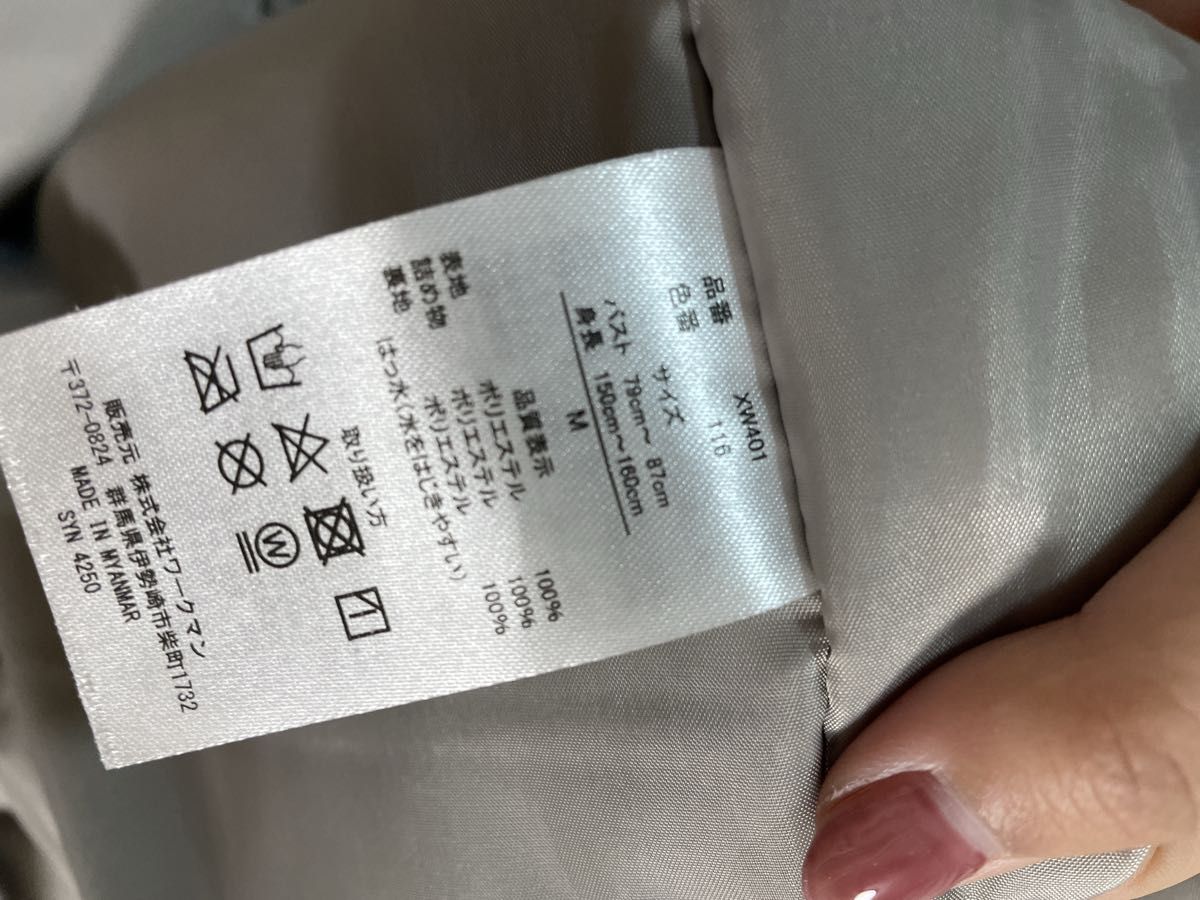 品番 XW401
色番 116
サイズ
バスト 79cm～ 87cm
身長 150cm～160cm
M
品質表示
表地 ポリエステル 100%
詰め物 ポリエステル 100%
裏地 ポリエステル 100%
はっ水(水をはじきやすい)
取り扱い方
W
販売元 株式会社ワークマン
〒372-0824 群馬県伊勢崎市柴町1732
MADE IN MYANMAR
SYN 4250